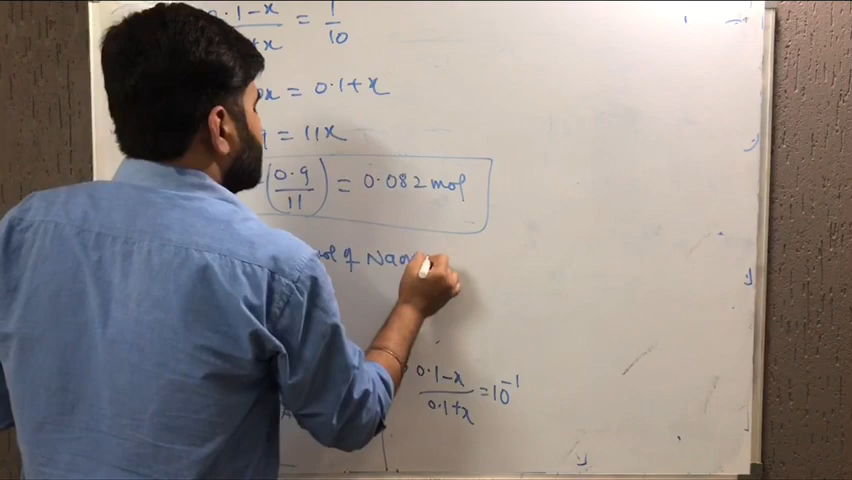 0.1-x / +x = 1/10
x = 0.1+x
= 11x
(0.9/11) = 0.082 mol
of Na
0.1-x / 0.1+x = 10⁻¹